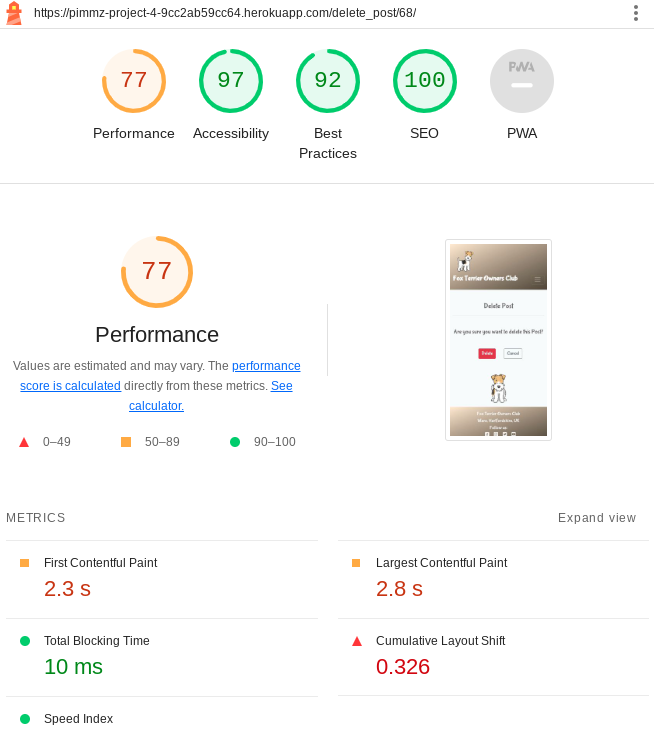 https://pimmz-project-4-9cc2ab59cc64.herokuapp.com/delete_post/68/
77
97
92
100
PWA
Performance
Accessibility
Best
Practices
SEO
PWA
77
Performance
Values are estimated and may vary. The performance
score is calculated directly from these metrics. See
calculator.
0–49
50–89
90–100
Fox Terrier Owners Club
Delete Post
Are you sure you want to delete this Post?
Delete
Cancel
Fox Terrier Owners Club
Follow us
METRICS
Expand view
First Contentful Paint
2.3 s
Largest Contentful Paint
2.8 s
Total Blocking Time
10 ms
Cumulative Layout Shift
0.326
Speed Index